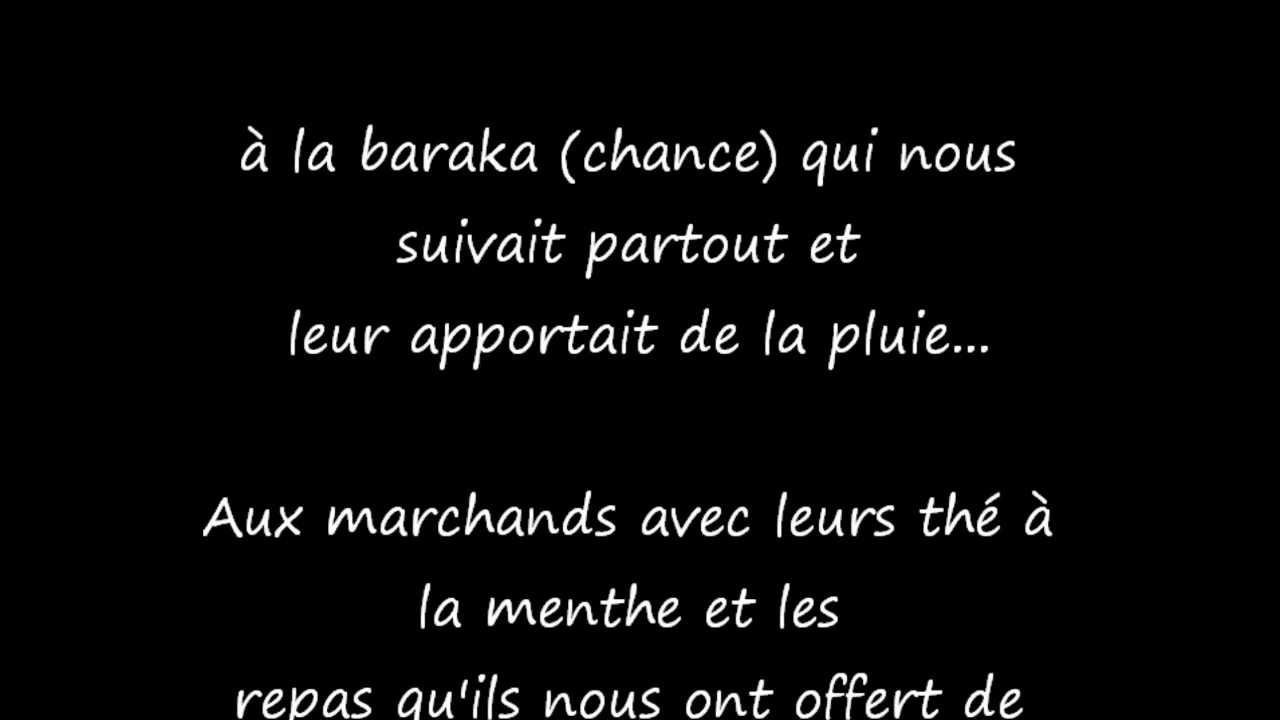 à la baraka (chance) qui nous
suivait partout et
leur apportait de la pluie...
Aux marchands avec leurs thé à
la menthe et les
repas qu'ils nous ont offert de